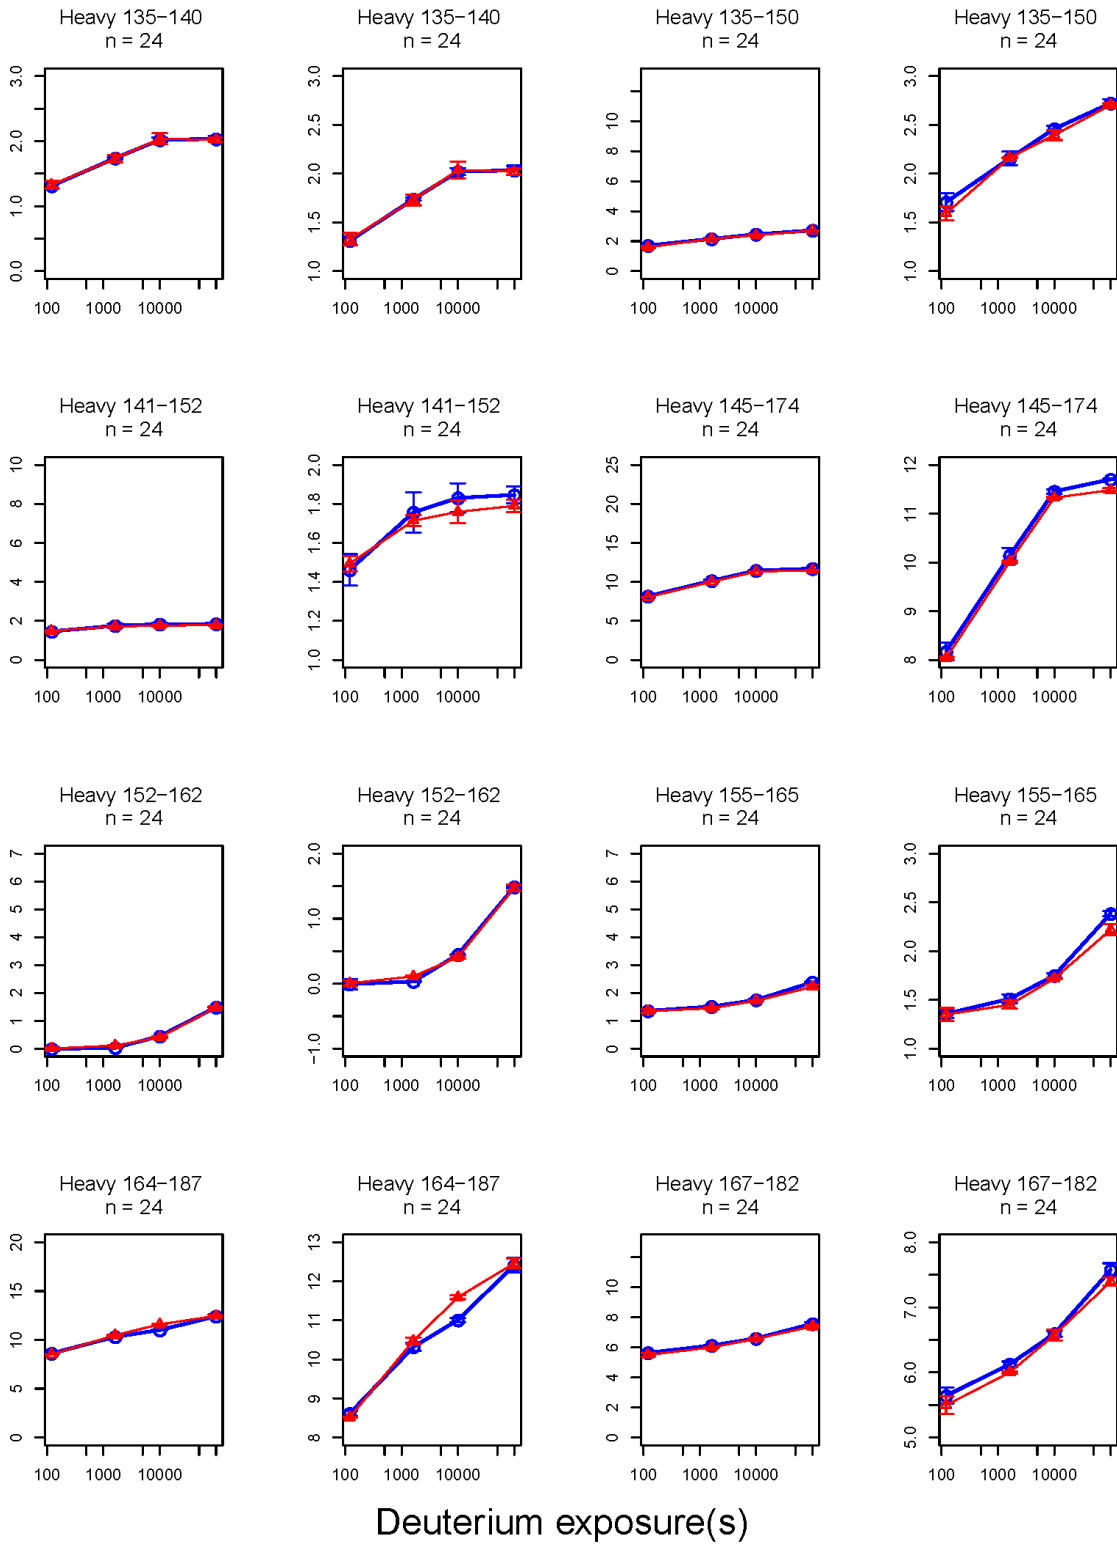 Heavy 135−140
n = 24
0.0 1.0 2.0 3.0
100 1000 10000
Heavy 135−140
n = 24
1.0 1.5 2.0 2.5 3.0
100 1000 10000
Heavy 135−150
n = 24
0 2 4 6 8 10
100 1000 10000
Heavy 135−150
n = 24
1.0 1.5 2.0 2.5 3.0
100 1000 10000
Heavy 141−152
n = 24
0 2 4 6 8 10
100 10000
Heavy 141−152
n = 24
1.0 1.2 1.4 1.6 1.8 2.0
100 10000
Heavy 145−174
n = 24
0 5 10 15 20 25
100 10000
Heavy 145−174
n = 24
8 9 10 11 12
100 10000
Heavy 152−162
n = 24
0 1 2 3 4 5 6 7
100 1000 10000
Heavy 152−162
n = 24
−1.0 0.0 1.0 2.0
100 1000 10000
Heavy 155−165
n = 24
0 1 2 3 4 5 6 7
100 1000 10000
Heavy 155−165
n = 24
1.0 1.5 2.0 2.5 3.0
100 1000 10000
Heavy 164−187
n = 24
0 5 10 15 20
100 1000 10000
Heavy 164−187
n = 24
8 9 10 11 12 13
100 1000 10000
Heavy 167−182
n = 24
0 2 4 6 8 10
100 1000 10000
Heavy 167−182
n = 24
5.0 6.0 7.0 8.0
100 1000 10000
Deuterium exposure(s)